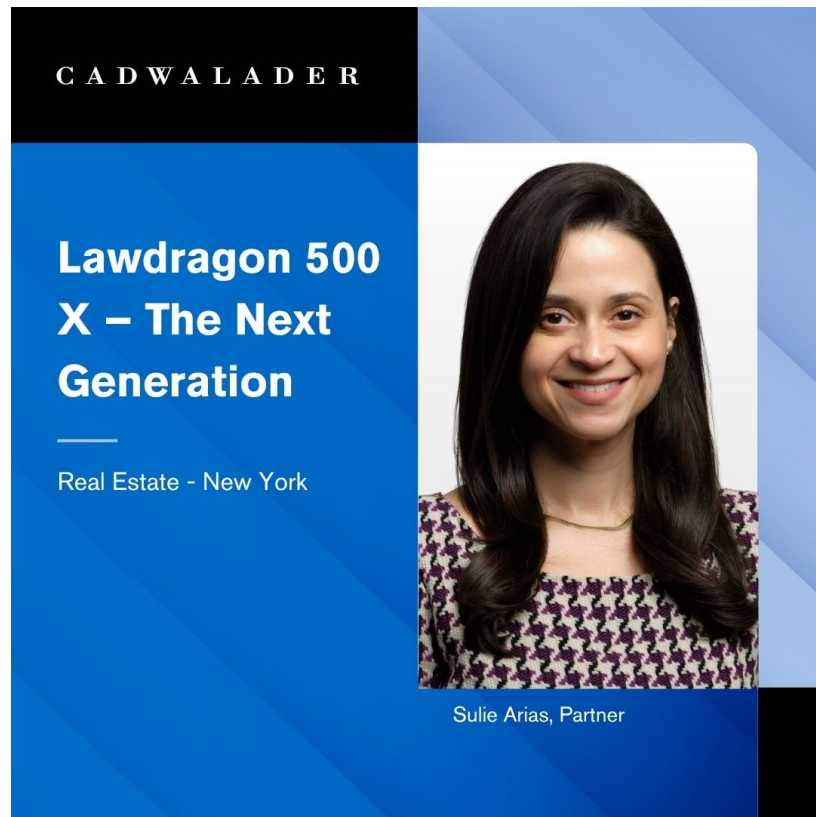 CADWALADER
Lawdragon 500
X – The Next
Generation
Real Estate - New York
Sulie Arias, Partner